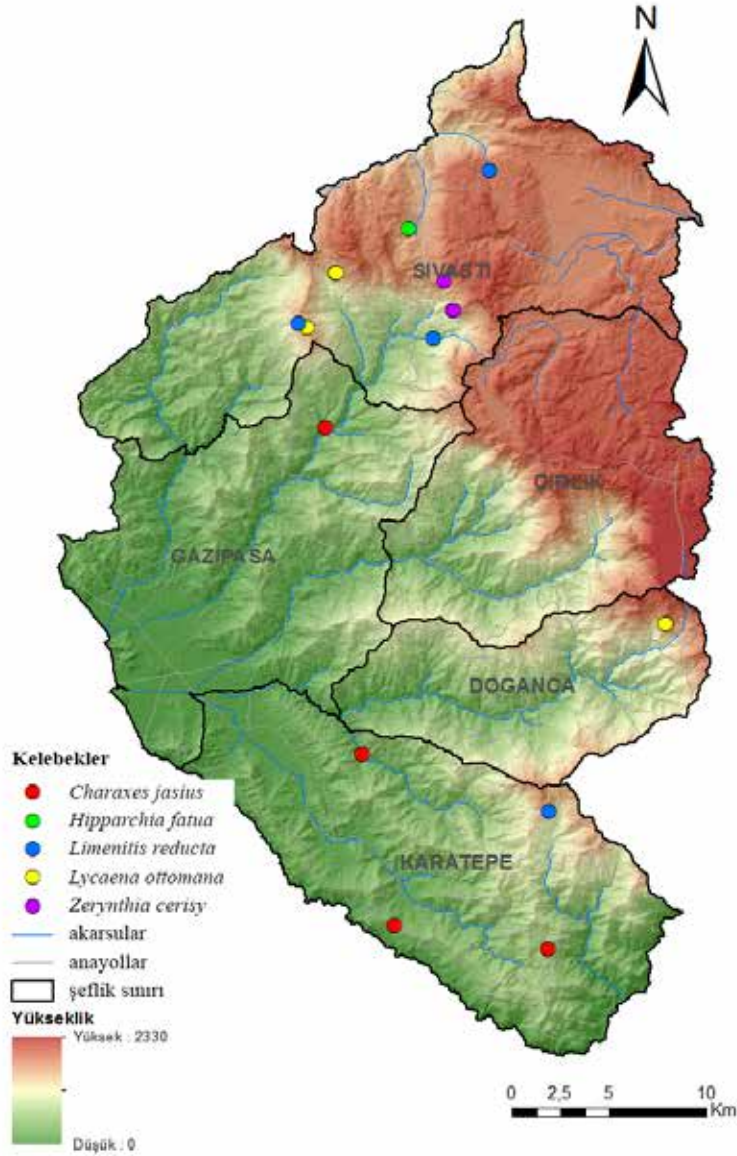 N
SIVASTI
ÇIRLIK
GAZIPASA
DOGANCA
KARATEPE
Kelebekler
Charaxes jasius
Hipparchia fatua
Limenitis reducta
Lycaena ottomana
Zerynthia cerisy
akarsular
anayollar
şeflik sınırı
Yükseklik
Yüksek : 2330
Düşük : 0
0 2,5 5 10
Km